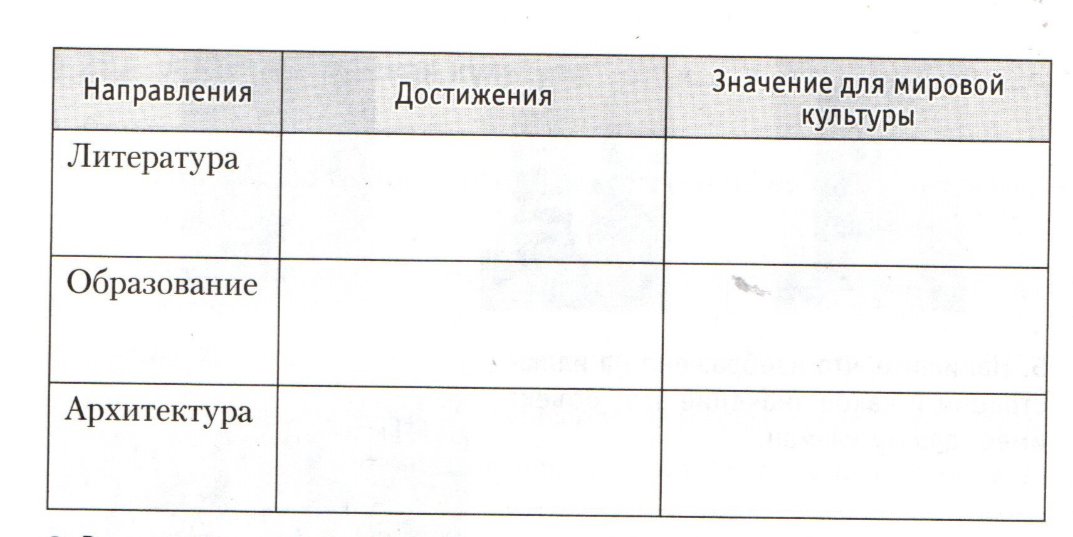 Направления
Достижения
Значение для мировой
культуры
Литература
Образование
Архитектура